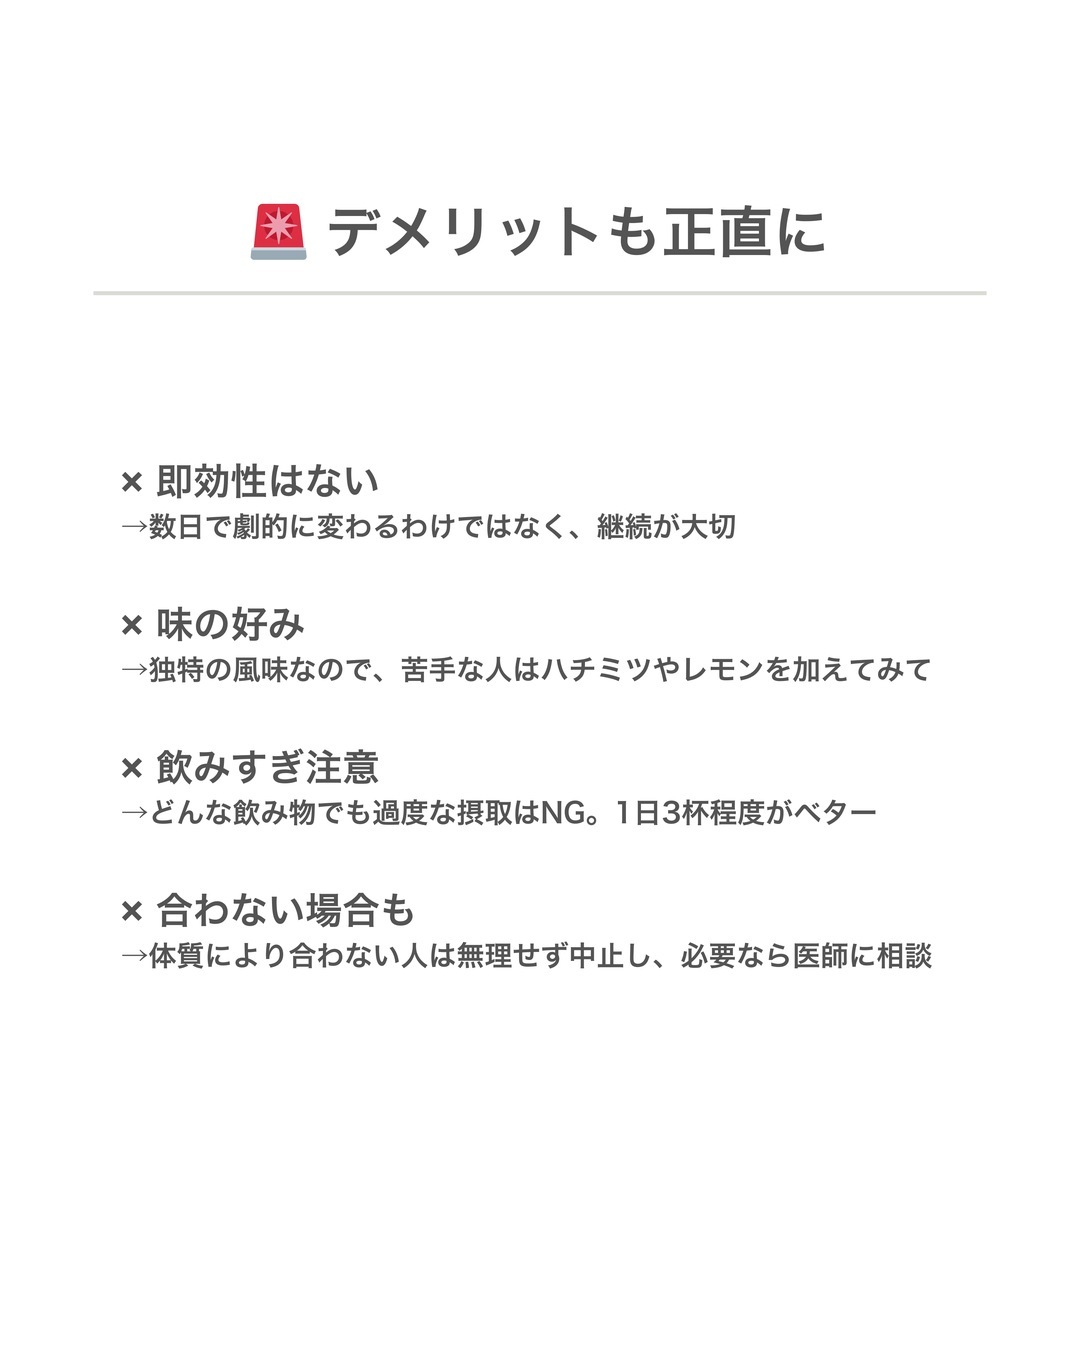 🚨 デメリットも正直に
× 即効性はない
→数日で劇的に変わるわけではなく、継続が大切
× 味の好み
→独特の風味なので、苦手な人はハチミツやレモンを加えてみて
× 飲みすぎ注意
→どんな飲み物でも過度な摂取はNG。1日3杯程度がベター
× 合わない場合も
→体質により合わない人は無理せず中止し、必要なら医師に相談